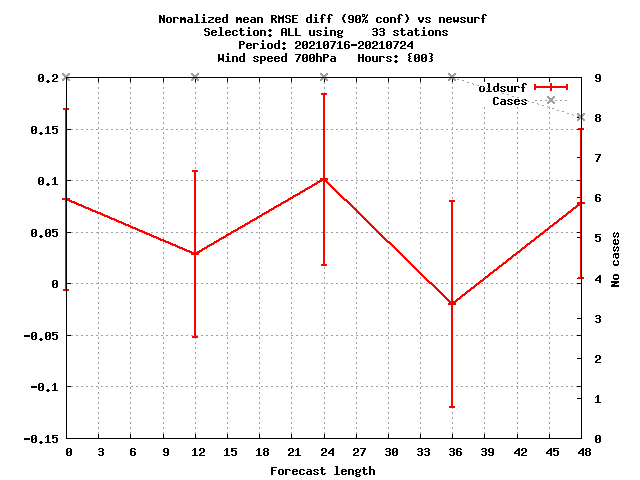 Normalized mean RMSE diff (90% conf) vs newsurf
Selection: ALL using    33 stations
Period: 20210716-20210724
Wind speed 700hPa   Hours: {00}
oldsurf
Cases
0.2
0.15
0.1
0.05
0
-0.05
-0.1
-0.15
9
8
7
6
5
4
3
2
1
0
No cases
0 3 6 9 12 15 18 21 24 27 30 33 36 39 42 45 48
Forecast length